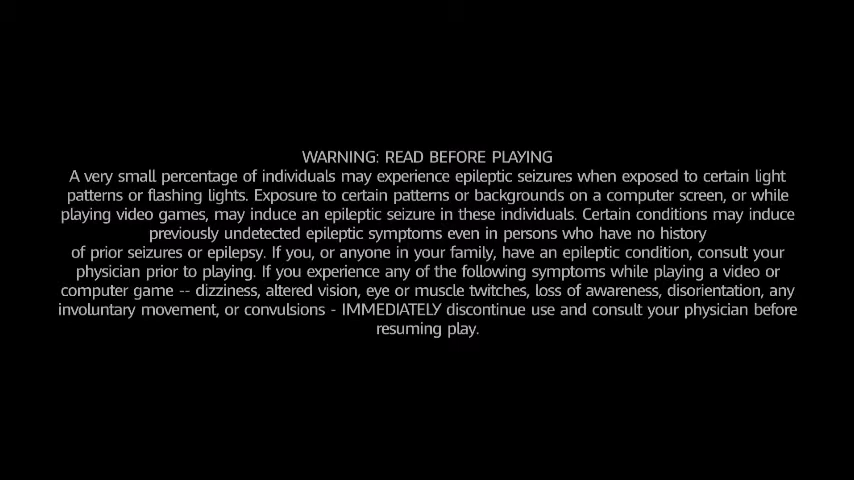 WARNING: READ BEFORE PLAYING
A very small percentage of individuals may experience epileptic seizures when exposed to certain light
patterns or flashing lights. Exposure to certain patterns or backgrounds on a computer screen, or while
playing video games, may induce an epileptic seizure in these individuals. Certain conditions may induce
previously undetected epileptic symptoms even in persons who have no history
of prior seizures or epilepsy. If you, or anyone in your family, have an epileptic condition, consult your
physician prior to playing. If you experience any of the following symptoms while playing a video or
computer game -- dizziness, altered vision, eye or muscle twitches, loss of awareness, disorientation, any
involuntary movement, or convulsions - IMMEDIATELY discontinue use and consult your physician before
resuming play.